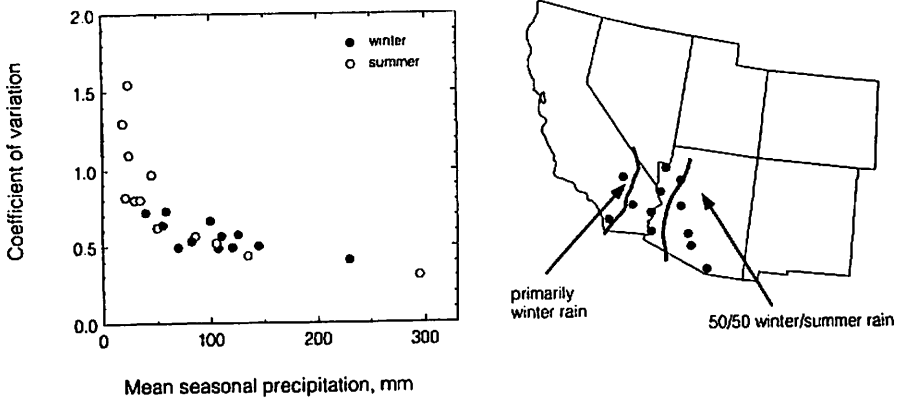 2.0
1.5
1.0
0.5
0.0
Coefficient of variation
winter
summer
0
100
200
300
Mean seasonal precipitation, mm
primarily
winter rain
50/50 winter/summer rain